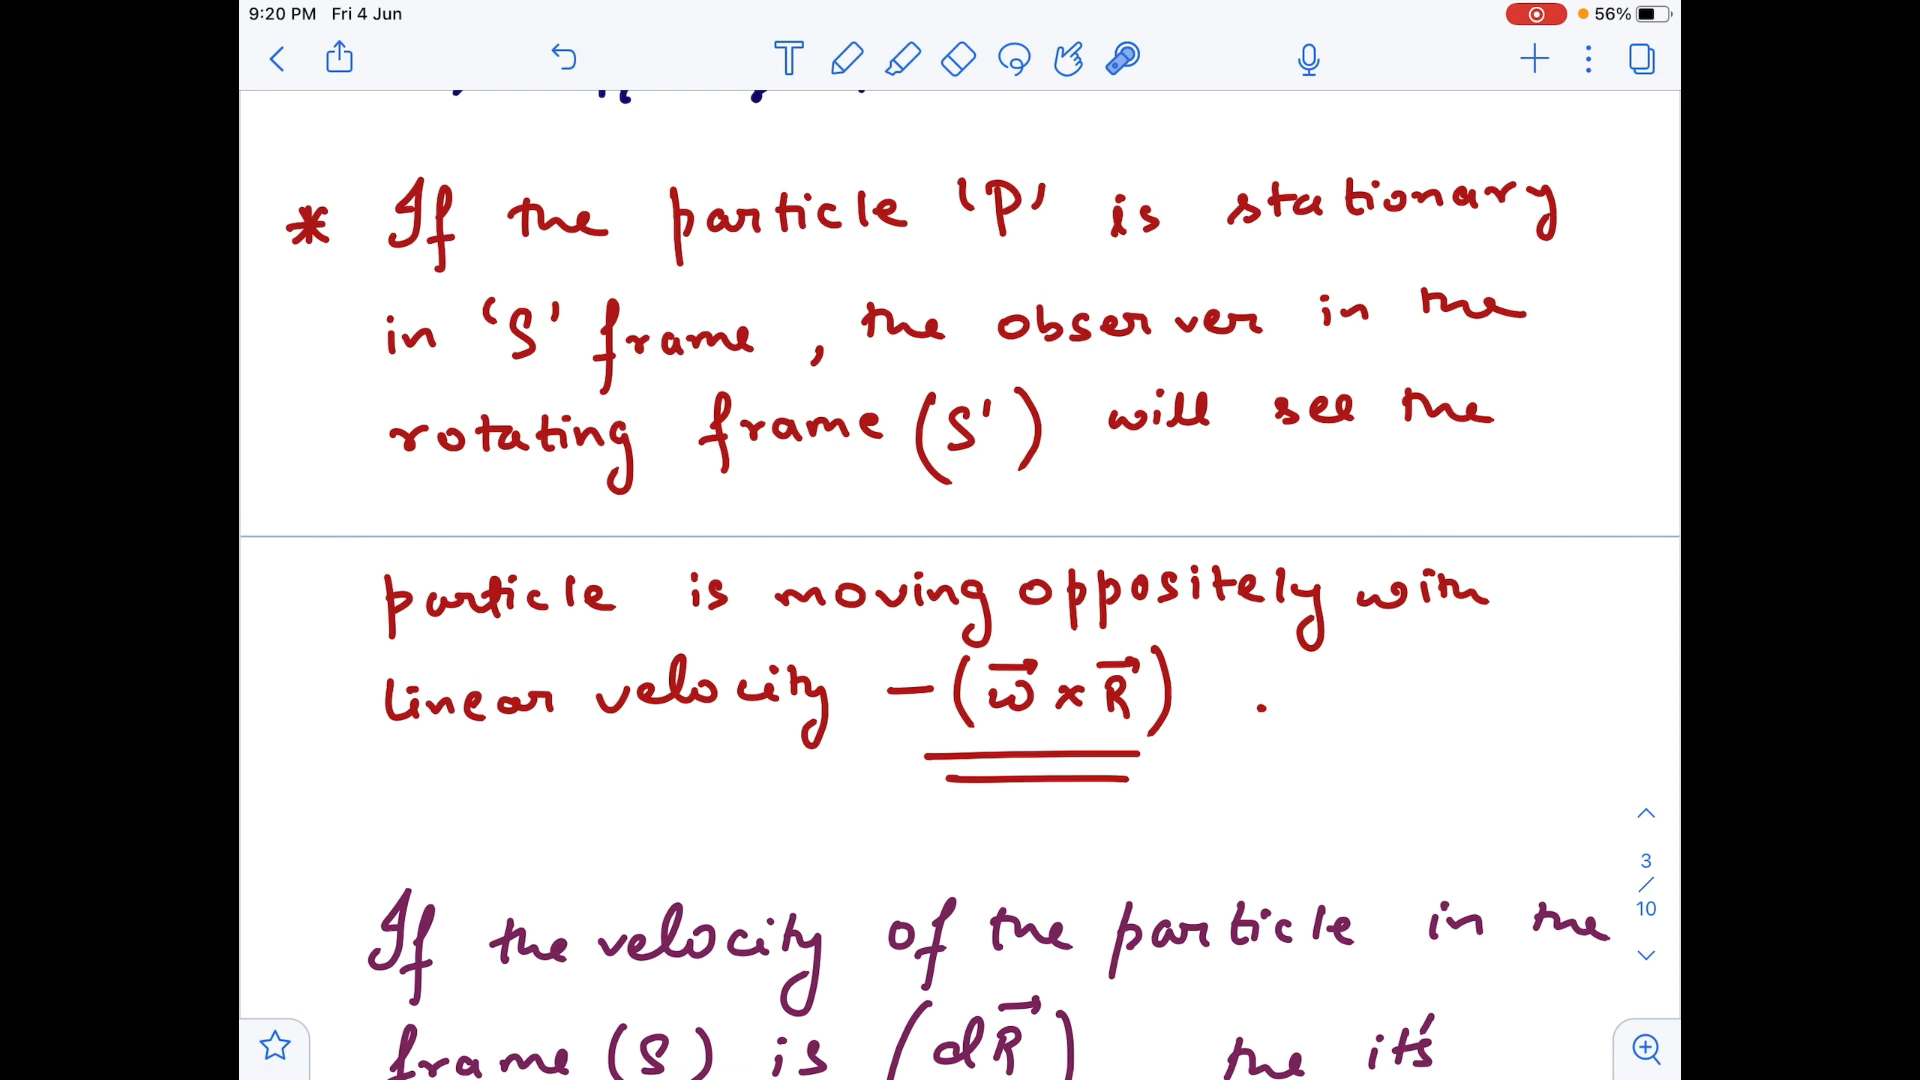 9:20 PM Fri 4 Jun 56%
* If the particle 'P' is stationary
in 'S' frame, the observer in the
rotating frame (S') will see the
particle is moving oppositely with
linear velocity −(ω⃗ × R⃗).
3
/
10
If the velocity of the particle in the
frame (S) is (dR⃗) the it's